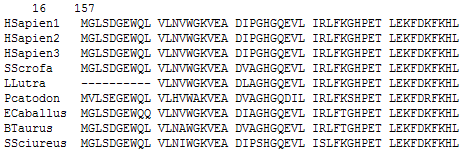 16 157
HSapien1 MGLSDGEWQL VLNVWGKVEA DIPGHGQEVL IRLFKGHPET LEKFDKFKHL
HSapien2 MGLSDGEWQL VLNVWGKVEA DIPGHGQEVL IRLFKGHPET LEKFDKFKHL
HSapien3 MGLSDGEWQL VLNVWGKVEA DIPGHGQEVL IRLFKGHPET LEKFDKFKHL
SScrofa MGLSDGEWQL VLNVWGKVEA DVAGHGQEVL IRLFKGHPET LEKFDKFKHL
LLutra ---------- VLNVWGKVEA DLAGHGQEVL IRLFKGHPET LEKFDKFKHL
Pcatodon MVLSEGEWQL VLHVWAKVEA DVAGHGQDIL IRLFKSHPET LEKFDRFKHL
ECaballus MGLSDGEWQQ VLNVWGKVEA DIAGHGQEVL IRLFTGHPET LEKFDKFKHL
BTaurus MGLSDGEWQL VLNAWGKVEA DVAGHGQEVL IRLFTGHPET LEKFDKFKHL
SSciureus MGLSDGEWQL VLNIWGKVEA DIPSHGQEVL ISLFKGHPET LEKFDKFKHL